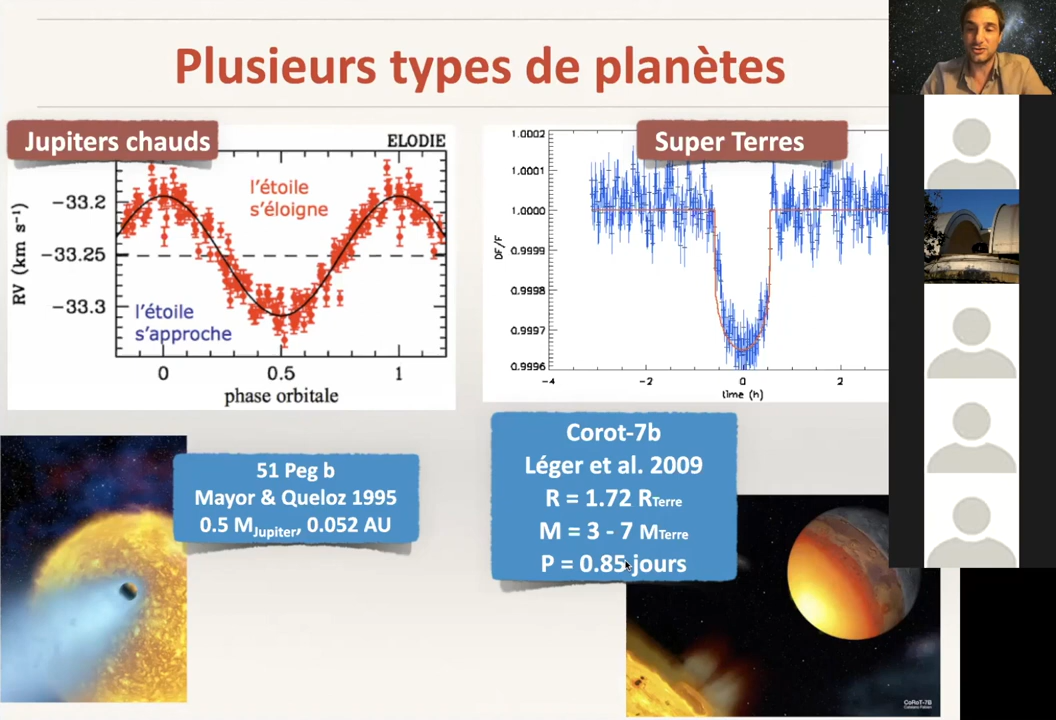 Plusieurs types de planètes
Jupiters chauds
ELODIE
l'étoile
s'éloigne
l'étoile
s'approche
RV (km s⁻¹)
−33.2
−33.25
−33.3
0
0.5
1
phase orbitale
Super Terres
1.0002
1.0001
1.0000
0.9999
0.9998
0.9997
0.9996
DF/F
−4
−2
0
2
time (h)
51 Peg b
Mayor & Queloz 1995
0.5 MJupiter, 0.052 AU
Corot-7b
Léger et al. 2009
R = 1.72 RTerre
M = 3 - 7 MTerre
P = 0.85 jours
CoRoT-7B